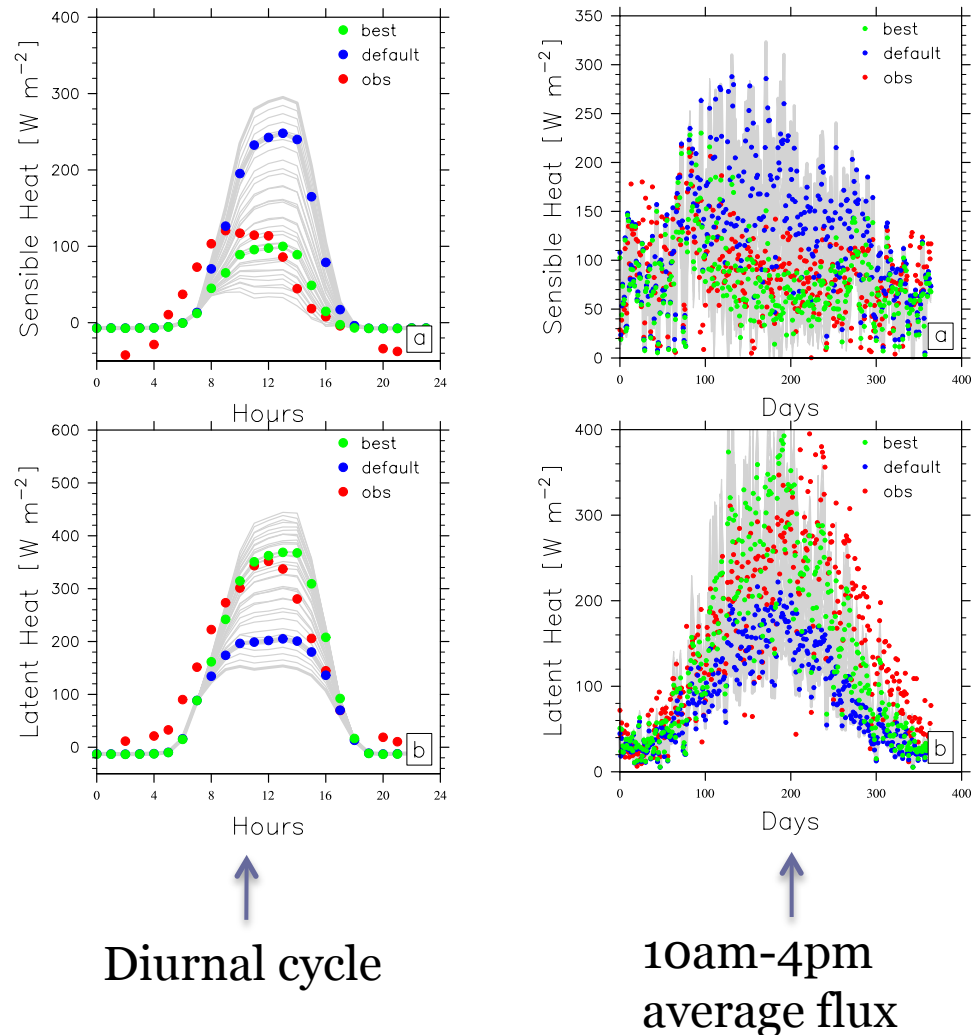 400
300
200
100
0
Sensible Heat [W m⁻²]
best
default
obs
a
0 4 8 12 16 20 24
Hours
350
300
250
200
150
100
50
0
Sensible Heat [W m⁻²]
best
default
obs
a
0 100 200 300 400
Days
600
500
400
300
200
100
0
Latent Heat [W m⁻²]
best
default
obs
b
0 4 8 12 16 20 24
Hours
400
300
200
100
0
Latent Heat [W m⁻²]
best
default
obs
b
0 100 200 300 400
Days
Diurnal cycle
10am-4pm
average flux